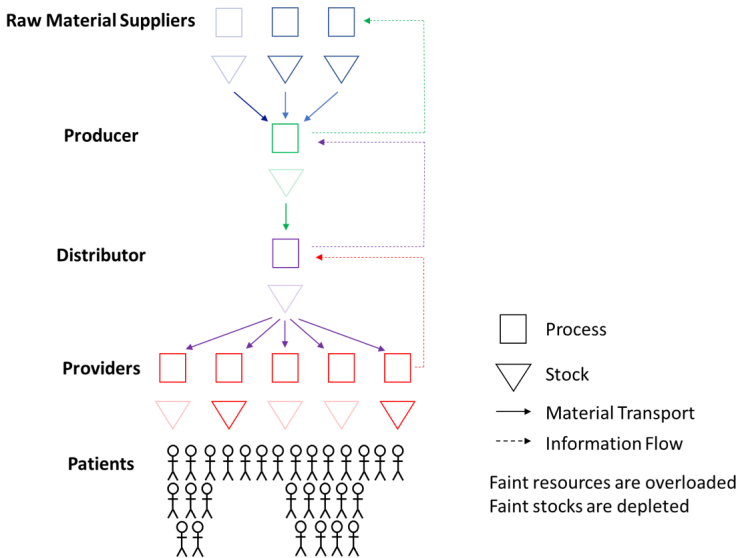 Raw Material Suppliers
Producer
Distributor
Providers
Patients
Process
Stock
Material Transport
Information Flow
Faint resources are overloaded
Faint stocks are depleted